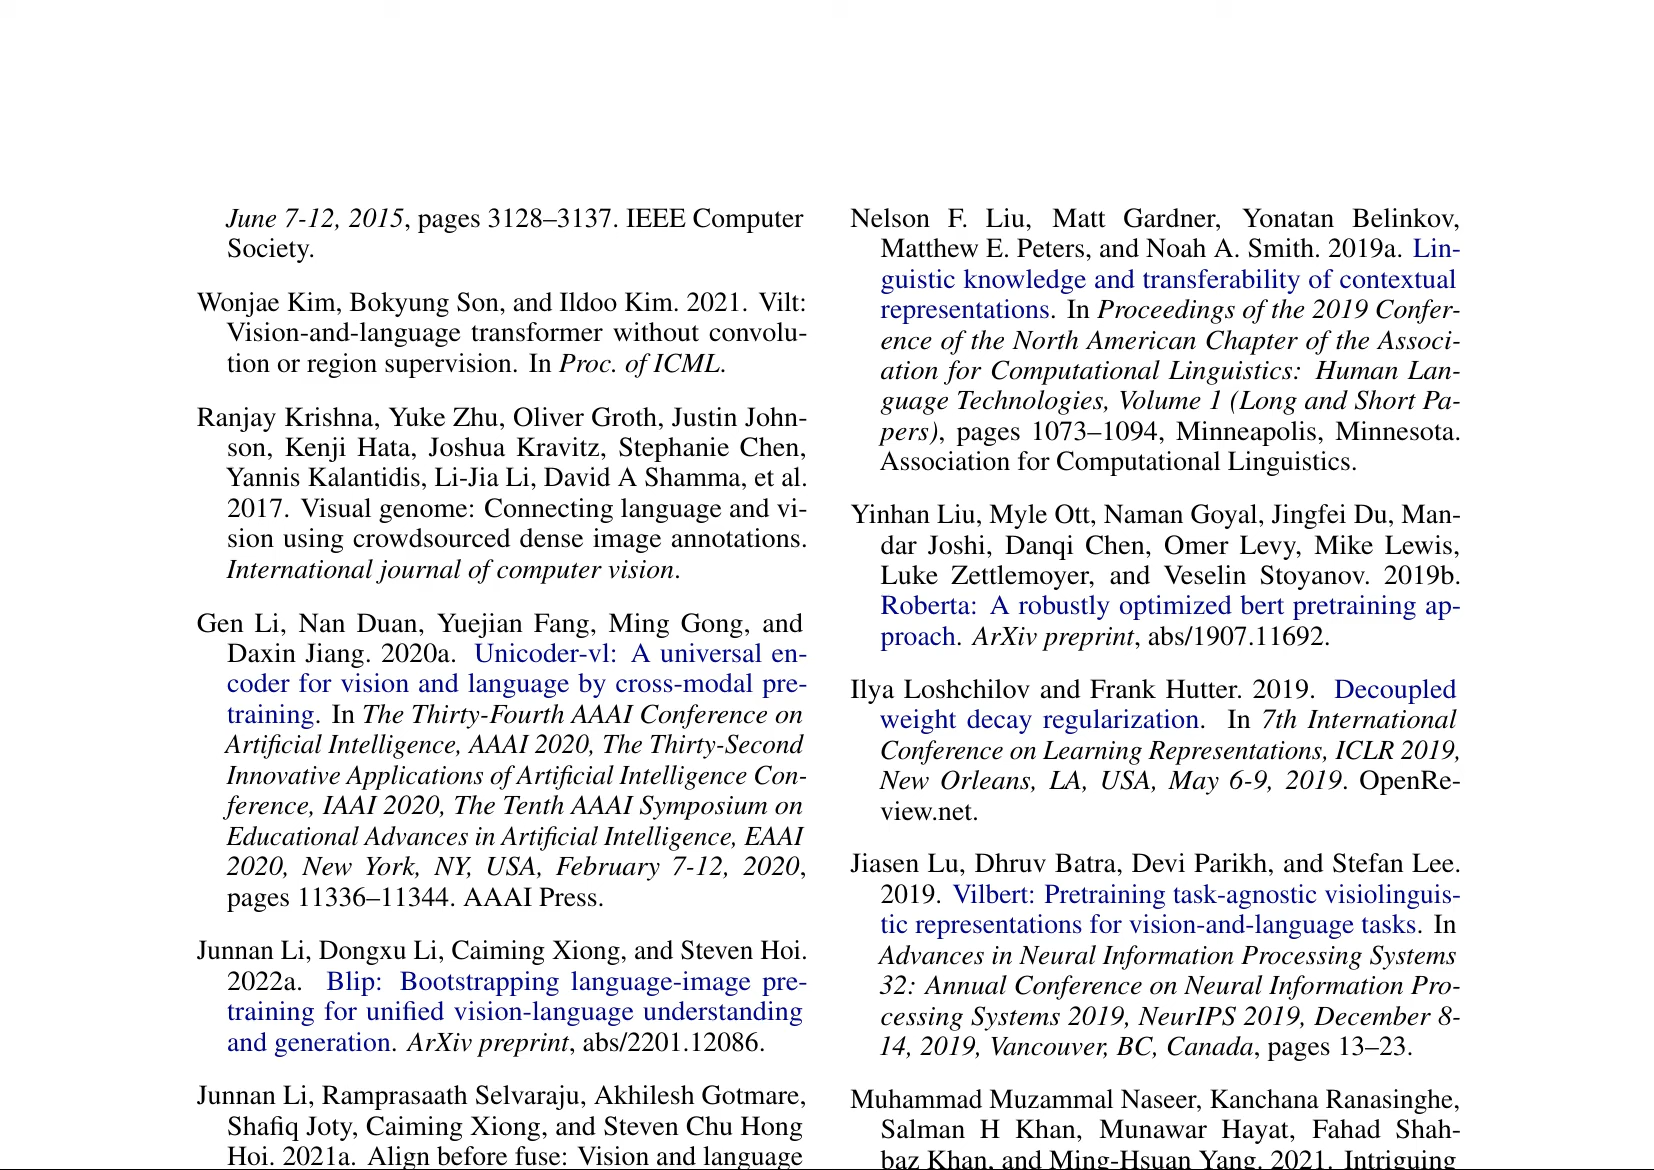 June 7-12, 2015, pages 3128–3137. IEEE Computer
Society.
Wonjae Kim, Bokyung Son, and Ildoo Kim. 2021. Vilt:
Vision-and-language transformer without convolu-
tion or region supervision. In Proc. of ICML.
Ranjay Krishna, Yuke Zhu, Oliver Groth, Justin John-
son, Kenji Hata, Joshua Kravitz, Stephanie Chen,
Yannis Kalantidis, Li-Jia Li, David A Shamma, et al.
2017. Visual genome: Connecting language and vi-
sion using crowdsourced dense image annotations.
International journal of computer vision.
Gen Li, Nan Duan, Yuejian Fang, Ming Gong, and
Daxin Jiang. 2020a. Unicoder-vl: A universal en-
coder for vision and language by cross-modal pre-
training. In The Thirty-Fourth AAAI Conference on
Artificial Intelligence, AAAI 2020, The Thirty-Second
Innovative Applications of Artificial Intelligence Con-
ference, IAAI 2020, The Tenth AAAI Symposium on
Educational Advances in Artificial Intelligence, EAAI
2020, New York, NY, USA, February 7-12, 2020,
pages 11336–11344. AAAI Press.
Junnan Li, Dongxu Li, Caiming Xiong, and Steven Hoi.
2022a. Blip: Bootstrapping language-image pre-
training for unified vision-language understanding
and generation. ArXiv preprint, abs/2201.12086.
Junnan Li, Ramprasaath Selvaraju, Akhilesh Gotmare,
Shafiq Joty, Caiming Xiong, and Steven Chu Hong
Hoi. 2021a. Align before fuse: Vision and language
Nelson F. Liu, Matt Gardner, Yonatan Belinkov,
Matthew E. Peters, and Noah A. Smith. 2019a. Lin-
guistic knowledge and transferability of contextual
representations. In Proceedings of the 2019 Confer-
ence of the North American Chapter of the Associ-
ation for Computational Linguistics: Human Lan-
guage Technologies, Volume 1 (Long and Short Pa-
pers), pages 1073–1094, Minneapolis, Minnesota.
Association for Computational Linguistics.
Yinhan Liu, Myle Ott, Naman Goyal, Jingfei Du, Man-
dar Joshi, Danqi Chen, Omer Levy, Mike Lewis,
Luke Zettlemoyer, and Veselin Stoyanov. 2019b.
Roberta: A robustly optimized bert pretraining ap-
proach. ArXiv preprint, abs/1907.11692.
Ilya Loshchilov and Frank Hutter. 2019. Decoupled
weight decay regularization. In 7th International
Conference on Learning Representations, ICLR 2019,
New Orleans, LA, USA, May 6-9, 2019. OpenRe-
view.net.
Jiasen Lu, Dhruv Batra, Devi Parikh, and Stefan Lee.
2019. Vilbert: Pretraining task-agnostic visiolinguis-
tic representations for vision-and-language tasks. In
Advances in Neural Information Processing Systems
32: Annual Conference on Neural Information Pro-
cessing Systems 2019, NeurIPS 2019, December 8-
14, 2019, Vancouver, BC, Canada, pages 13–23.
Muhammad Muzammal Naseer, Kanchana Ranasinghe,
Salman H Khan, Munawar Hayat, Fahad Shah-
baz Khan, and Ming-Hsuan Yang. 2021. Intriguing